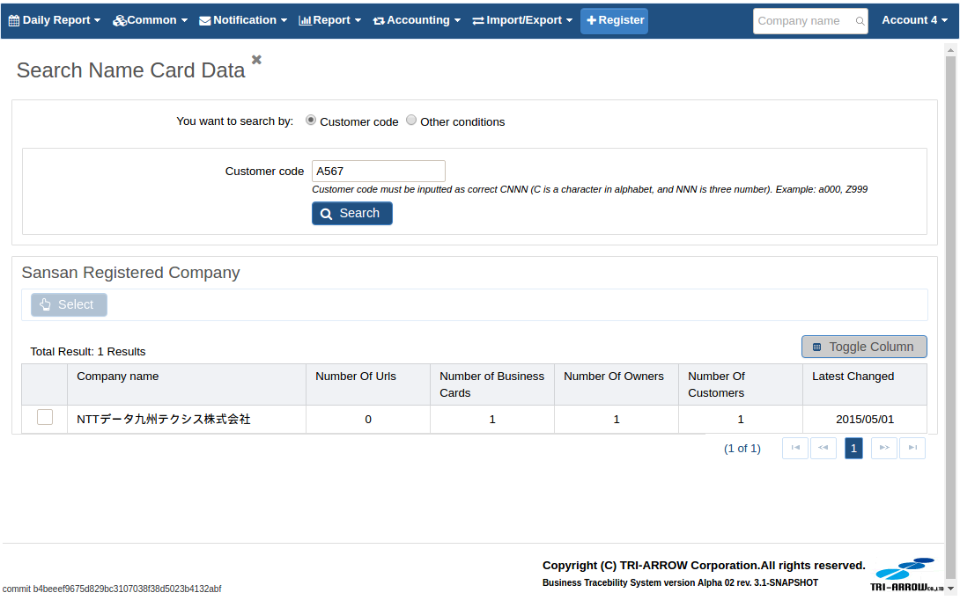 Daily Report Common Notification Report Accounting Import/Export Register Company name Account 4
Search Name Card Data
You want to search by: Customer code Other conditions
Customer code A567
Customer code must be inputted as correct CNNN (C is a character in alphabet, and NNN is three number). Example: a000, Z999
Search
Sansan Registered Company
Select
Total Result: 1 Results
Toggle Column
Company name Number Of Urls Number of Business Cards Number Of Owners Number Of Customers Latest Changed
NTTデータ九州テクシス株式会社 0 1 1 1 2015/05/01
(1 of 1) 1
Copyright (C) TRI-ARROW Corporation.All rights reserved.
Business Tracebility System version Alpha 02 rev. 3.1-SNAPSHOT
TRI-ARROW CO.,LTD
commit b4beeef9675d829bc3107038f38d5023b4132abf